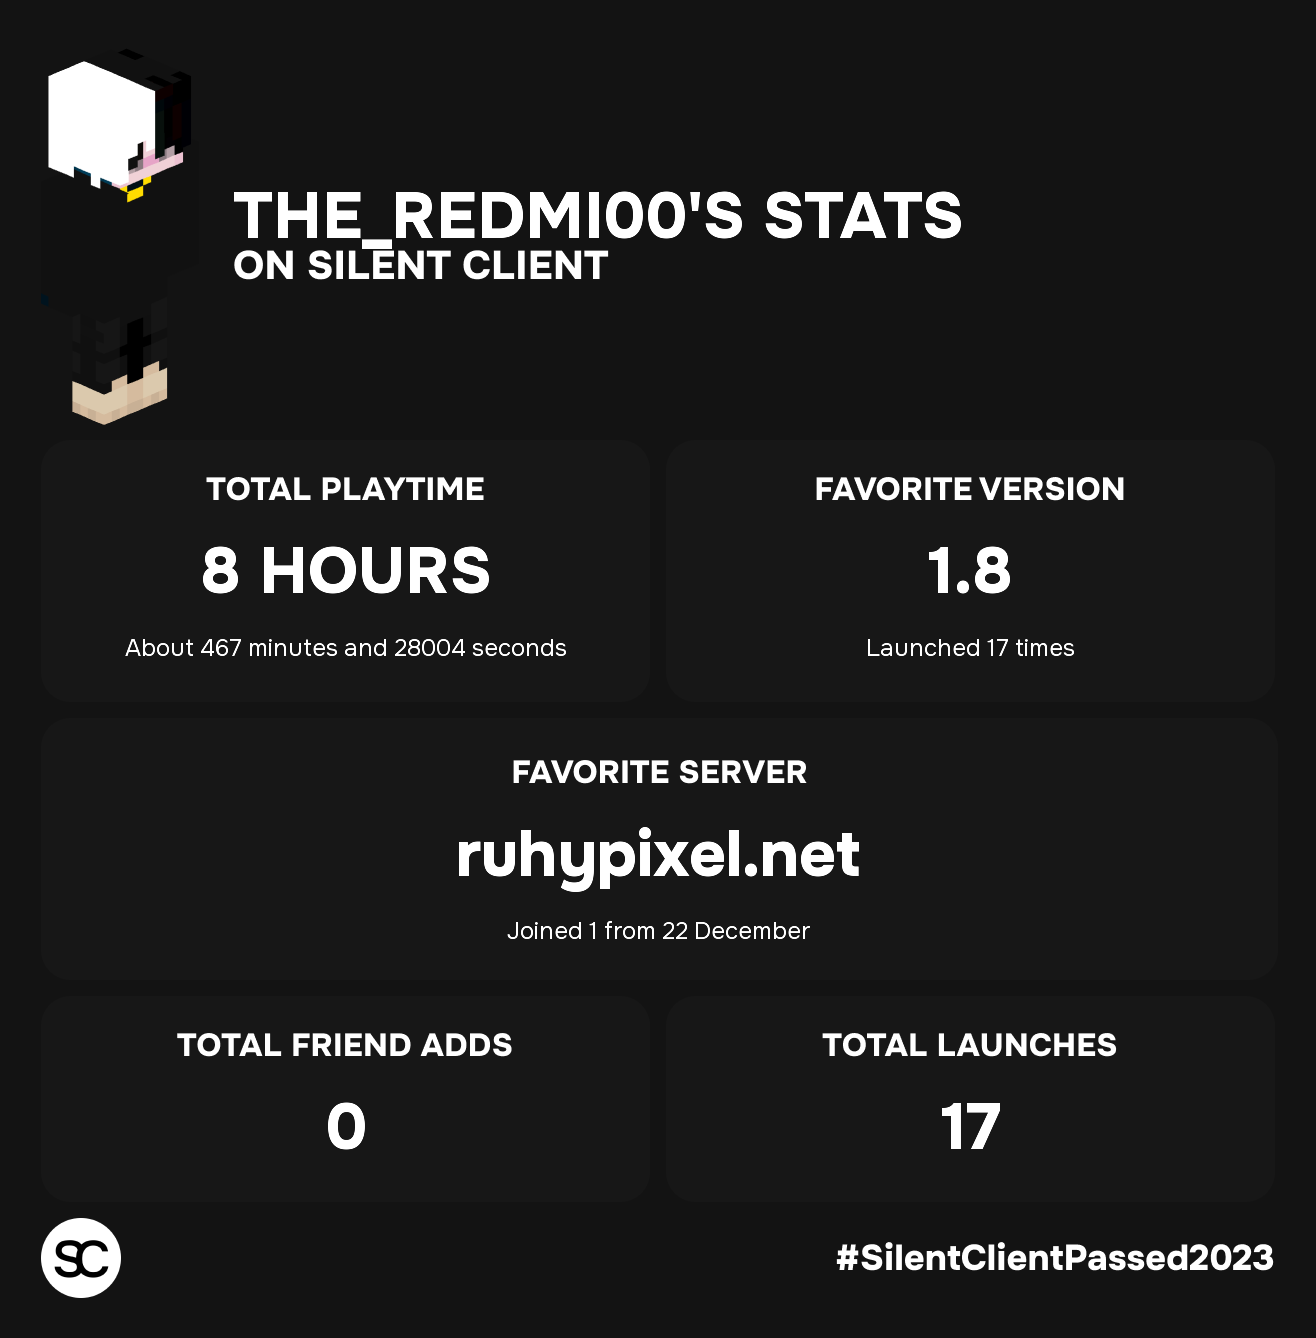 THE_REDMI00'S STATS
ON SILENT CLIENT
TOTAL PLAYTIME
8 HOURS
About 467 minutes and 28004 seconds
FAVORITE VERSION
1.8
Launched 17 times
FAVORITE SERVER
ruhypixel.net
Joined 1 from 22 December
TOTAL FRIEND ADDS
0
TOTAL LAUNCHES
17
SC
#SilentClientPassed2023